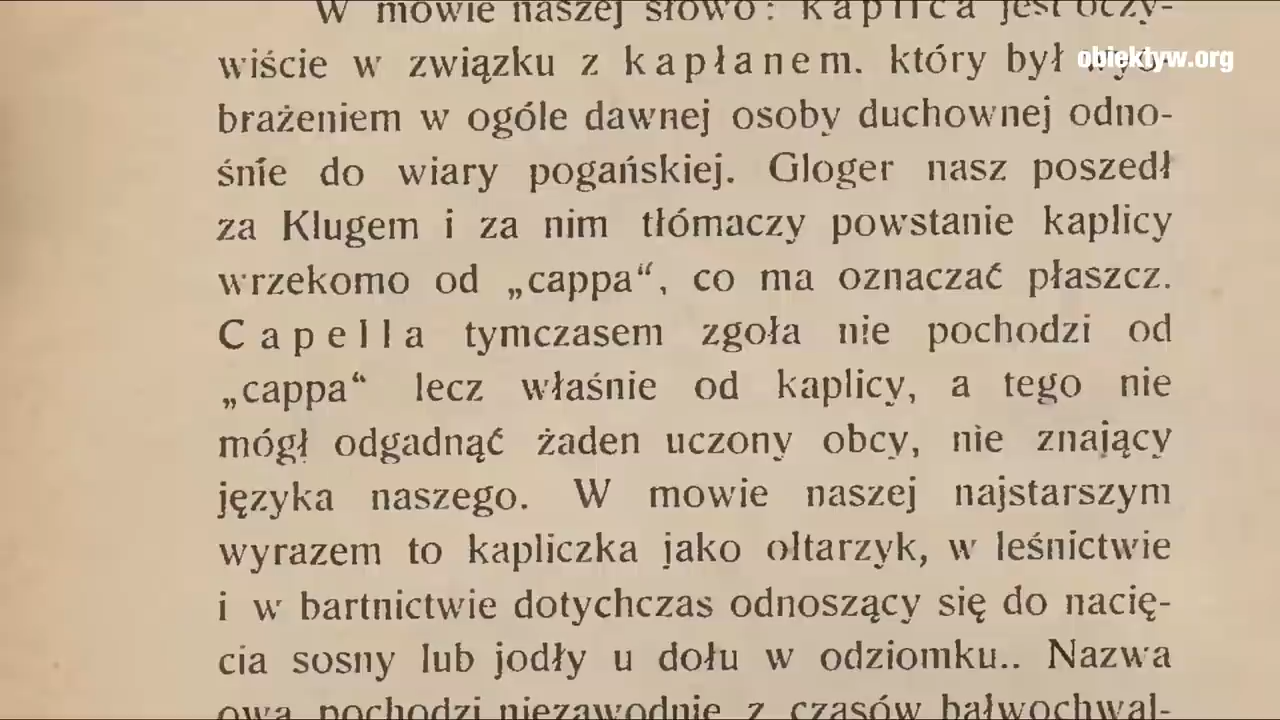 W mowie naszej słowo: kaplica jest oczy-
wiście w związku z kapłanem. który był wyo-
obiektyw.org
brażeniem w ogóle dawnej osoby duchownej odno-
śnie do wiary pogańskiej. Gloger nasz poszedł
za Klugem i za nim tłómaczy powstanie kaplicy
wrzekomo od „cappa“, co ma oznaczać płaszcz.
Capella tymczasem zgoła nie pochodzi od
„cappa“ lecz właśnie od kaplicy, a tego nie
mógł odgadnąć żaden uczony obcy, nie znający
języka naszego. W mowie naszej najstarszym
wyrazem to kapliczka jako ołtarzyk, w leśnictwie
i w bartnictwie dotychczas odnoszący się do nacię-
cia sosny lub jodły u dołu w odziomku.. Nazwa
owa pochodzi niezawodnie z czasów bałwochwal-